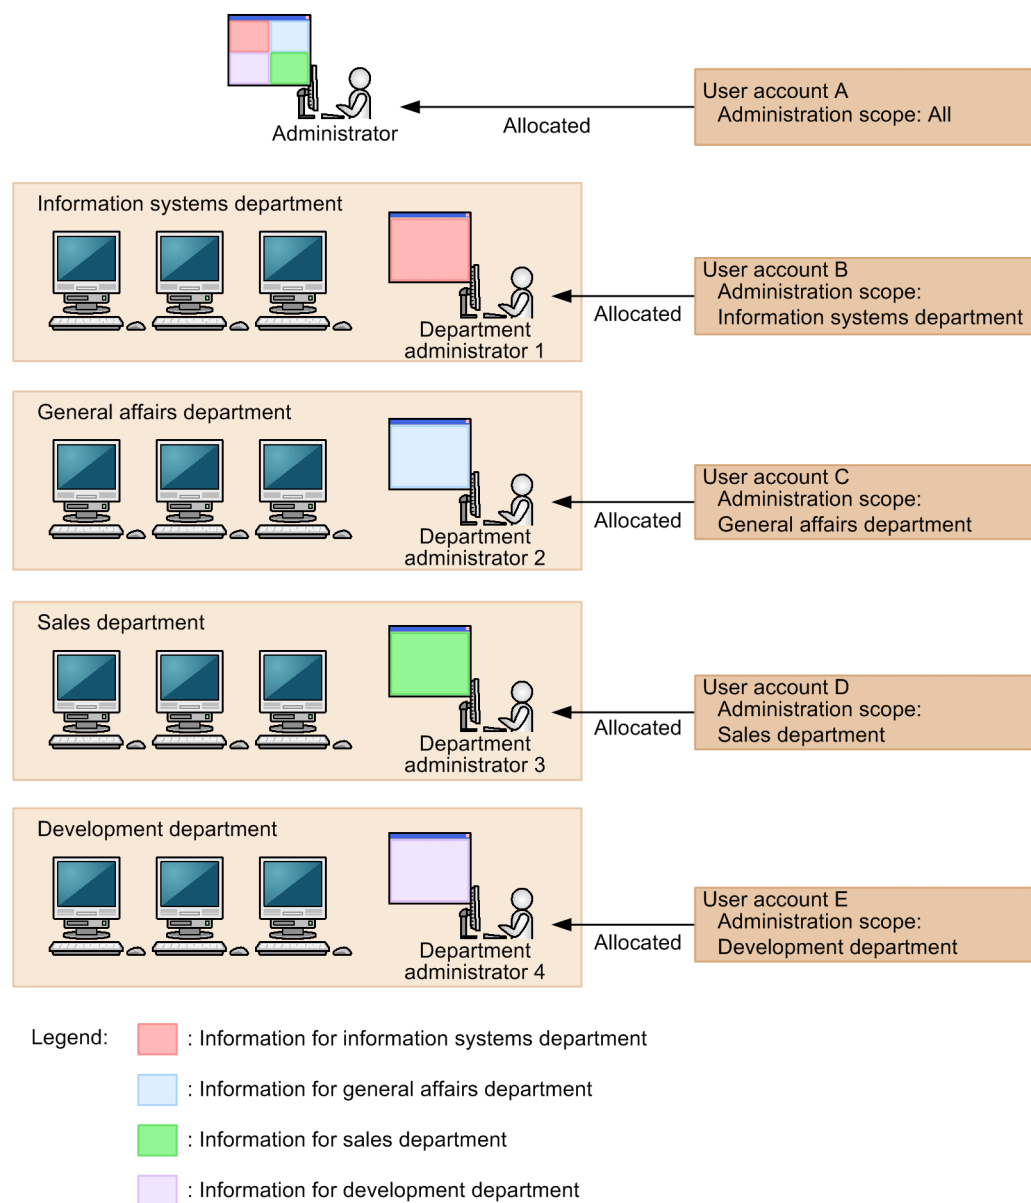 Administrator
Allocated
User account A
Administration scope: All
Information systems department
Department
administrator 1
Allocated
User account B
Administration scope:
Information systems department
General affairs department
Department
administrator 2
Allocated
User account C
Administration scope:
General affairs department
Sales department
Department
administrator 3
Allocated
User account D
Administration scope:
Sales department
Development department
Department
administrator 4
Allocated
User account E
Administration scope:
Development department
Legend:
: Information for information systems department
: Information for general affairs department
: Information for sales department
: Information for development department